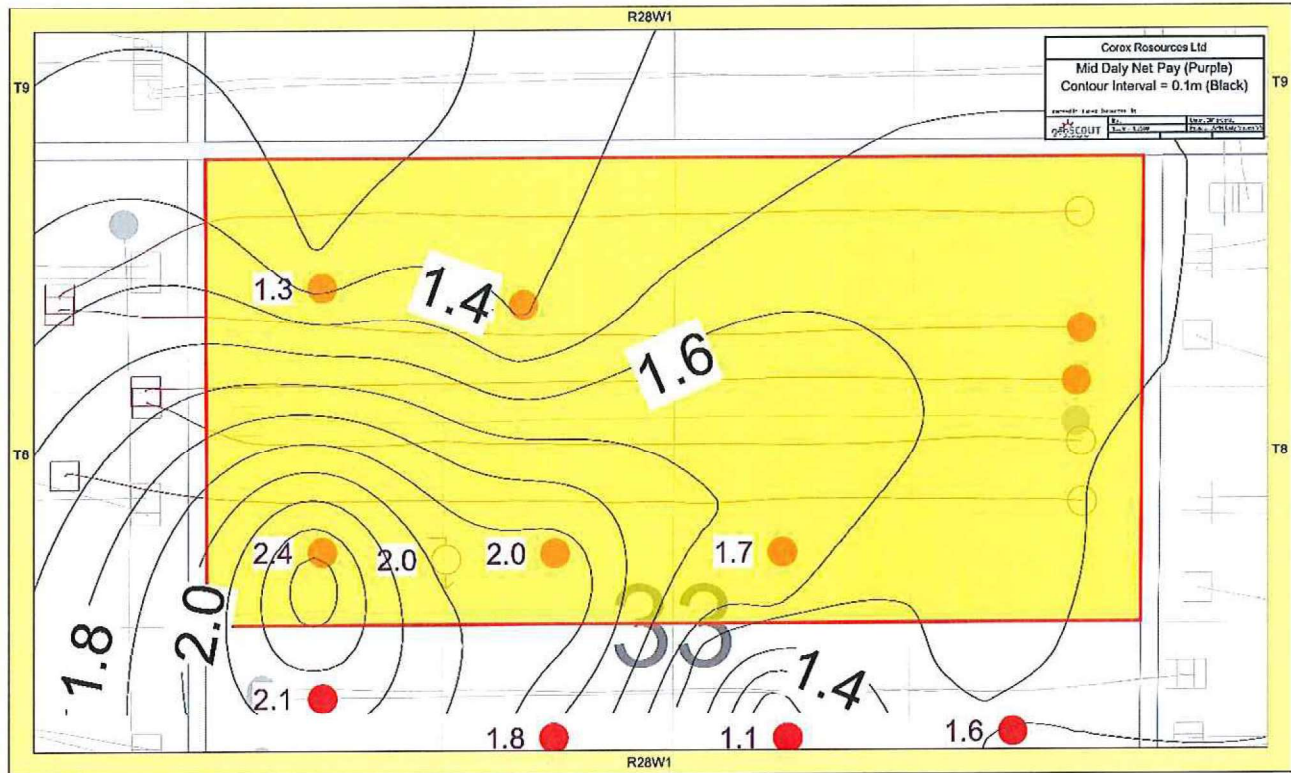 R28W1
Corex Resources Ltd
Mid Daly Net Pay (Purple)
Contour Interval = 0.1m (Black)
T9
T9
1.3
1.4
1.6
T8
T8
2.4
2.0
2.0
1.7
2.0
1.8
33
1.4
2.1
1.8
1.1
1.6
R28W1